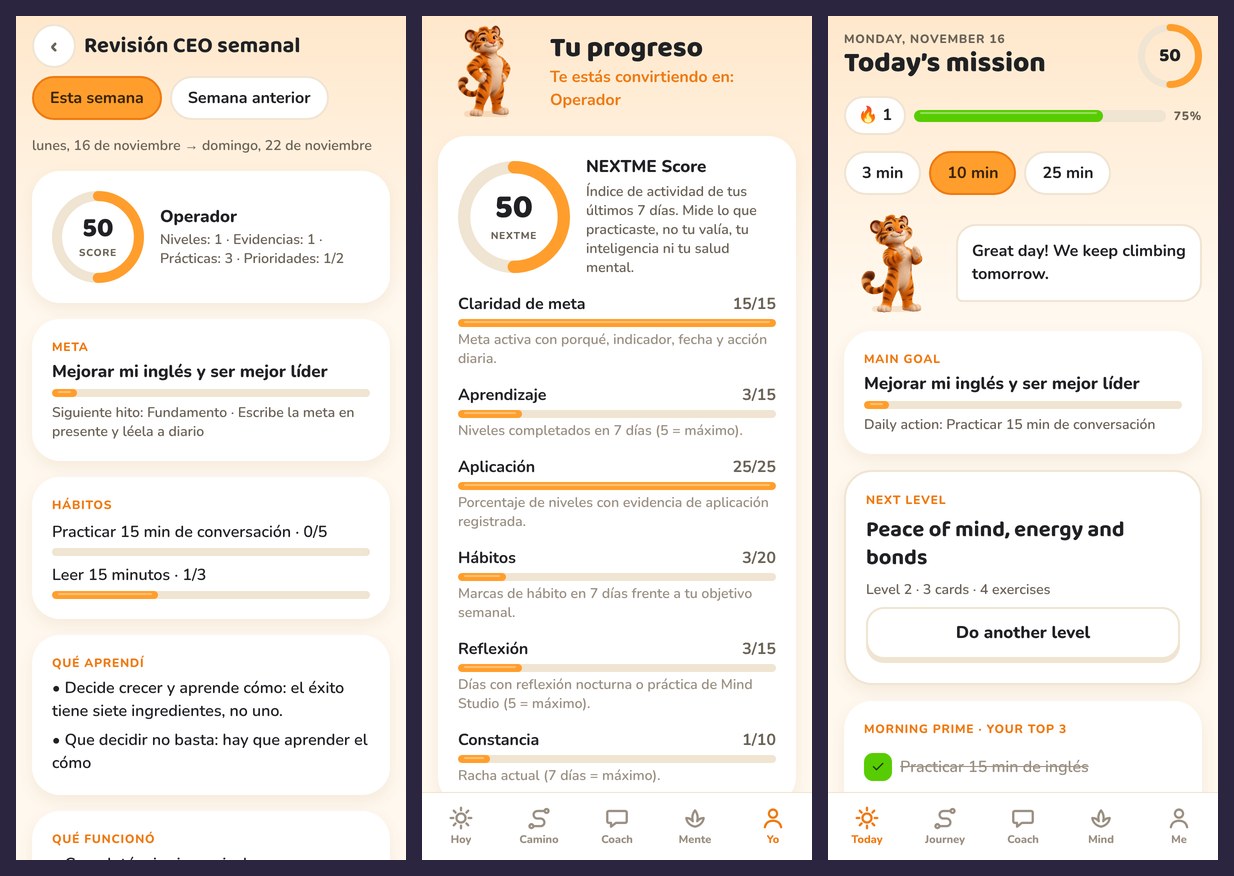 ‹
Revisión CEO semanal
Esta semana
Semana anterior
lunes, 16 de noviembre → domingo, 22 de noviembre
50
SCORE
Operador
Niveles: 1 · Evidencias: 1 ·
Prácticas: 3 · Prioridades: 1/2
META
Mejorar mi inglés y ser mejor líder
Siguiente hito: Fundamento · Escribe la meta en
presente y léela a diario
HÁBITOS
Practicar 15 min de conversación · 0/5
Leer 15 minutos · 1/3
QUÉ APRENDÍ
• Decide crecer y aprende cómo: el éxito
tiene siete ingredientes, no uno.
• Que decidir no basta: hay que aprender el
cómo
QUÉ FUNCIONÓ
Tu progreso
Te estás convirtiendo en:
Operador
50
NEXTME
NEXTME Score
Índice de actividad de tus
últimos 7 días. Mide lo que
practicaste, no tu valía, tu
inteligencia ni tu salud
mental.
Claridad de meta 15/15
Meta activa con porqué, indicador, fecha y acción
diaria.
Aprendizaje 3/15
Niveles completados en 7 días (5 = máximo).
Aplicación 25/25
Porcentaje de niveles con evidencia de aplicación
registrada.
Hábitos 3/20
Marcas de hábito en 7 días frente a tu objetivo
semanal.
Reflexión 3/15
Días con reflexión nocturna o práctica de Mind
Studio (5 = máximo).
Constancia 1/10
Racha actual (7 días = máximo).
Hoy
Camino
Coach
Mente
Yo
MONDAY, NOVEMBER 16
Today's mission
50
1
75%
3 min
10 min
25 min
Great day! We keep climbing
tomorrow.
MAIN GOAL
Mejorar mi inglés y ser mejor líder
Daily action: Practicar 15 min de conversación
NEXT LEVEL
Peace of mind, energy and
bonds
Level 2 · 3 cards · 4 exercises
Do another level
MORNING PRIME · YOUR TOP 3
Practicar 15 min de inglés
Today
Journey
Coach
Mind
Me